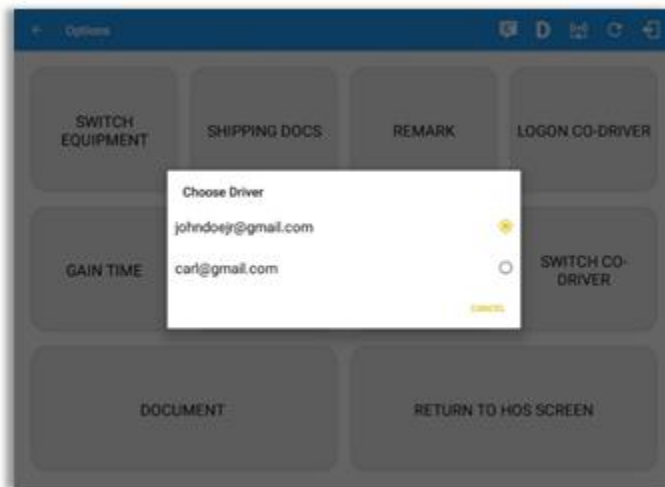 Options
D
SWITCH
EQUIPMENT
SHIPPING DOCS
REMARK
LOGON CO-DRIVER
Choose Driver
johndoejr@gmail.com
carl@gmail.com
CANCEL
GAIN TIME
SWITCH CO-
DRIVER
DOCUMENT
RETURN TO HOS SCREEN